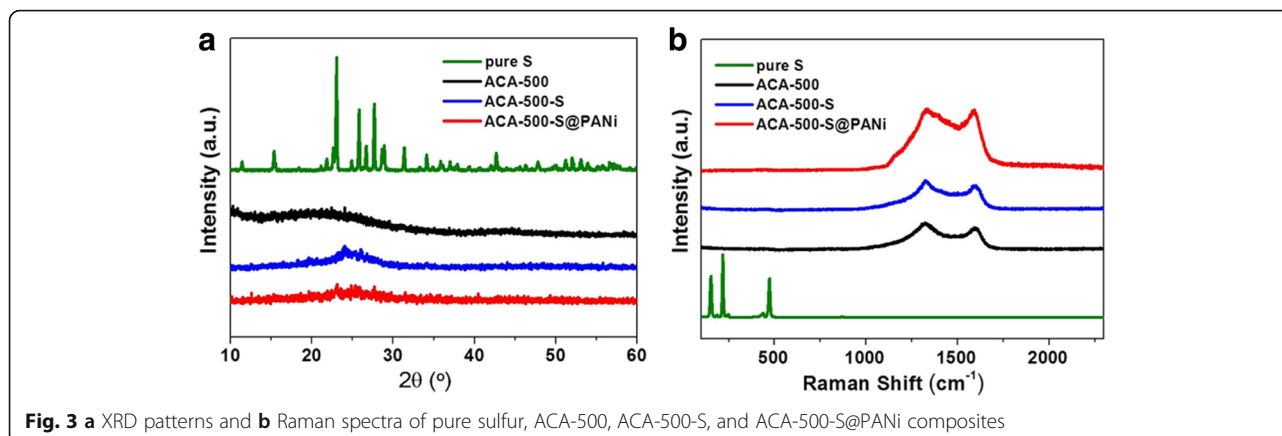 a
pure S
ACA-500
ACA-500-S
ACA-500-S@PANi
Intensity (a.u.)
10 20 30 40 50 60
2θ (°)
b
pure S
ACA-500
ACA-500-S
ACA-500-S@PANi
Intensity (a.u.)
500 1000 1500 2000
Raman Shift (cm⁻¹)
Fig. 3 a XRD patterns and b Raman spectra of pure sulfur, ACA-500, ACA-500-S, and ACA-500-S@PANi composites